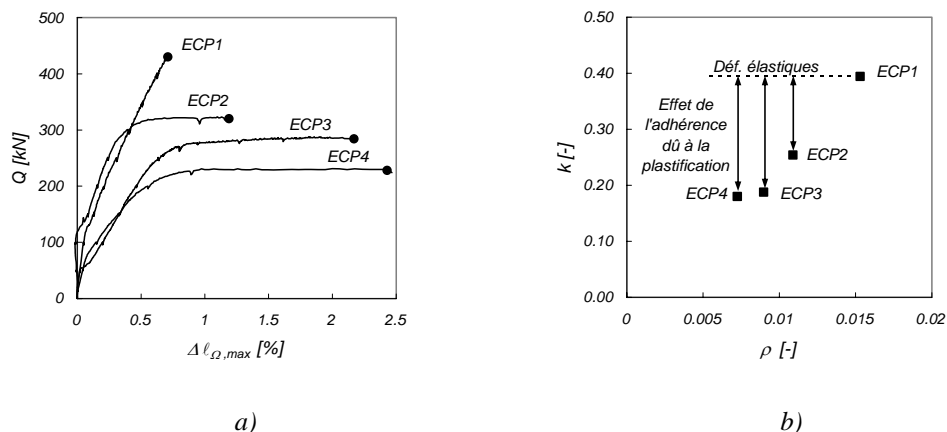 500
400
300
200
100
0
Q [kN]
ECP1
ECP2
ECP3
ECP4
0 0.5 1 1.5 2 2.5
Δℓ_Ω,max [%]
a)
0.50
0.40
0.30
0.20
0.10
0.00
k [-]
Déf. élastiques
ECP1
Effet de
l'adhérence
dû à la
plastification
ECP2
ECP4
ECP3
0 0.005 0.01 0.015 0.02
ρ [-]
b)